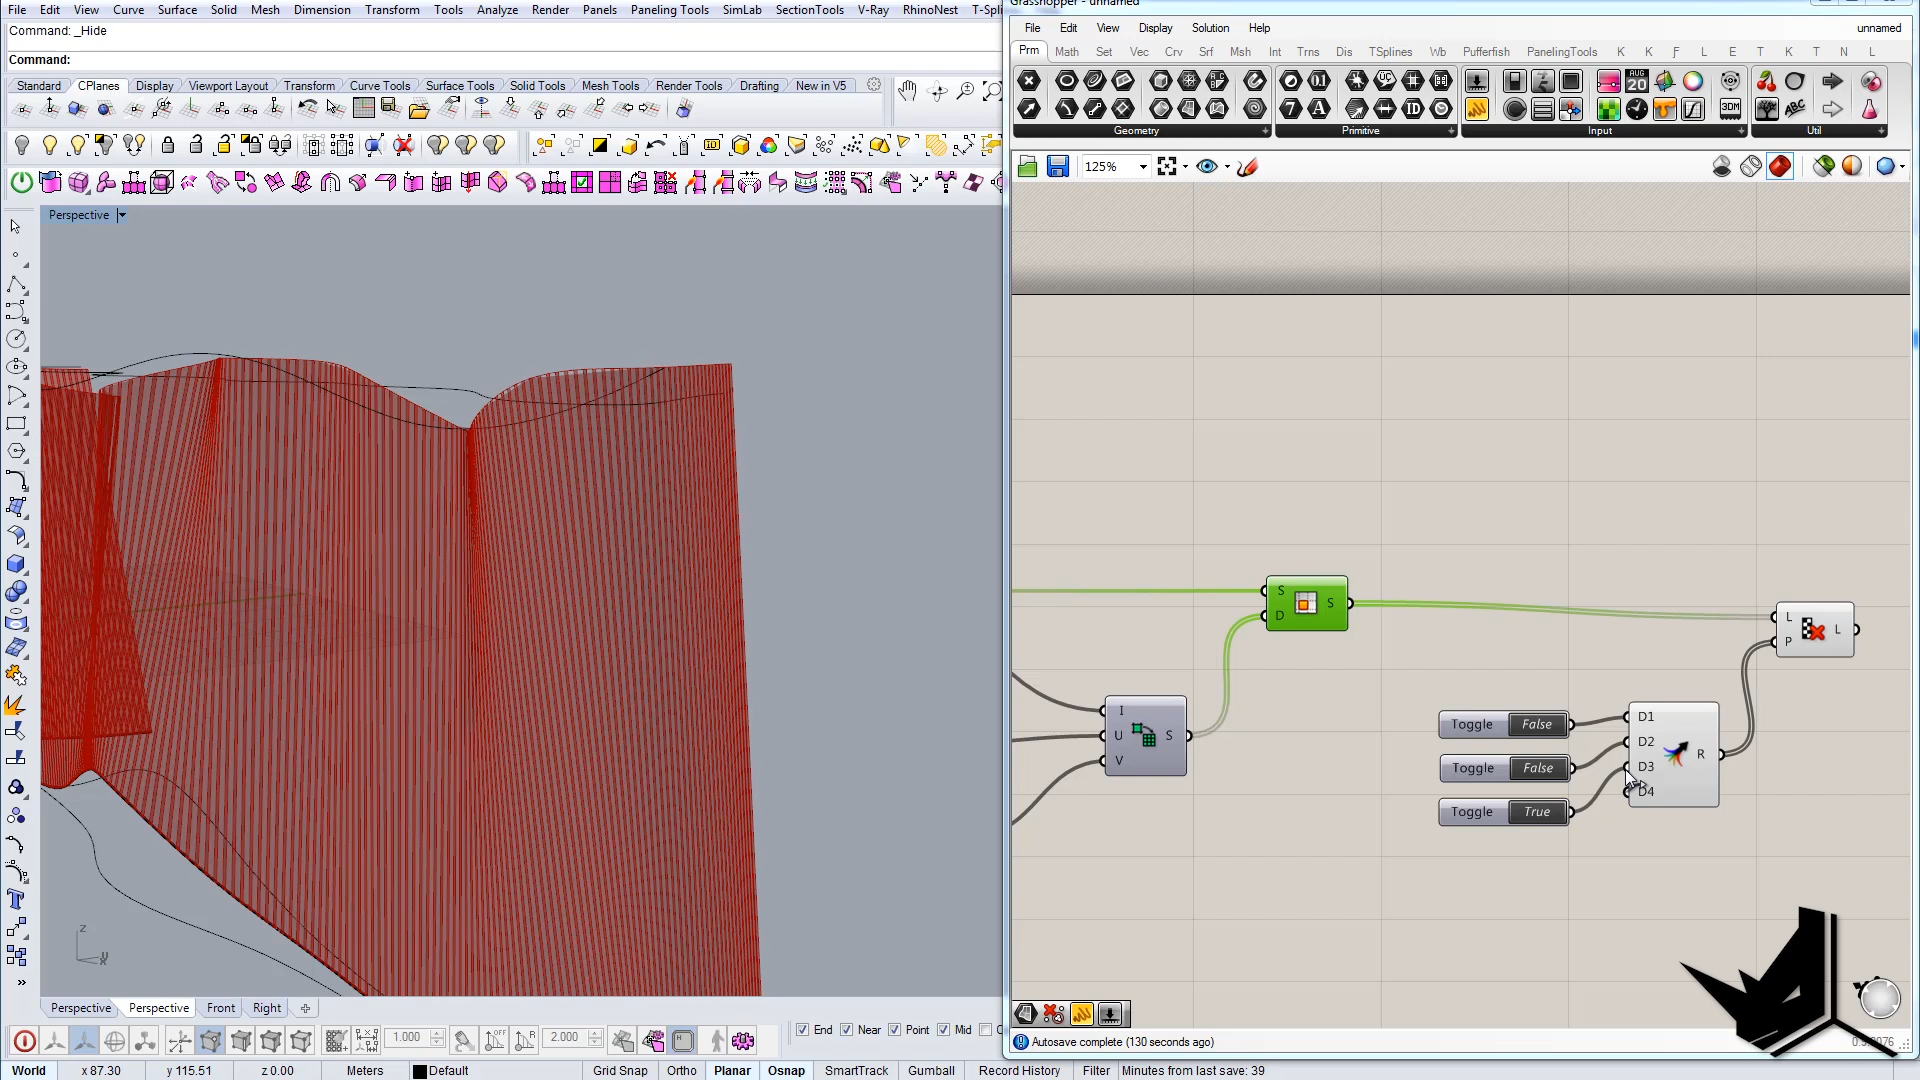 File Edit View Curve Surface Solid Mesh Dimension Transform Tools Analyze Render Panels Paneling Tools SimLab SectionTools V-Ray RhinoNest
Command: _Hide
Command:
Standard CPlanes Display Viewport Layout Transform Curve Tools Surface Tools Solid Tools Mesh Tools Render Tools Drafting New in V5
Perspective
z
y
Perspective Perspective Front Right
1.000 2.000 End Near Point Mid
World x 87.30 y 115.51 z 0.00 Meters Default Grid Snap Ortho Planar Osnap SmartTrack Gumball Record History Filter Minutes from last save: 39
Grasshopper - unnamed
File Edit View Display Solution Help unnamed
Prm Math Set Vec Crv Srf Msh Int Trns Dis TSplines Wb Pufferfish PanelingTools K K F L E T K T N L
Geometry Primitive Input Util
125%
S
D
S
L
P
L
I
U
V
S
Toggle False
Toggle False
Toggle True
D1
D2
D3
D4
R
Autosave complete (130 seconds ago)